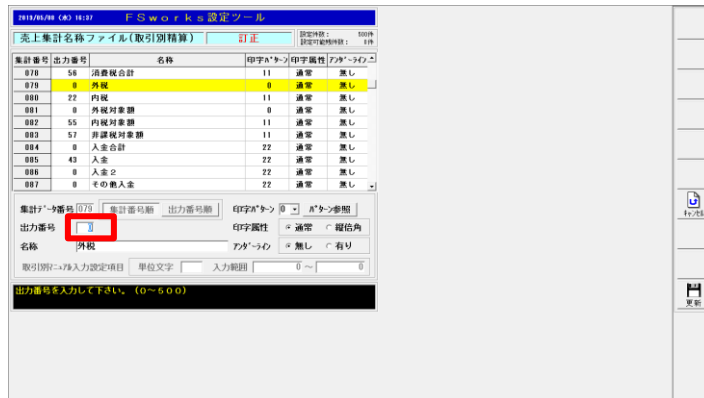 2019/05/08 (水) 16:37 FSworks設定ツール
売上集計名称ファイル(取引別精算) 訂正 設定件数: 500件
設定可能残件数: 0件
集計番号 出力番号 名称 印字パターン 印字属性 アンダーライン
078 56 消費税合計 11 通常 無し
079 0 外税 0 通常 無し
080 22 内税 11 通常 無し
081 0 外税対象額 0 通常 無し
082 55 内税対象額 11 通常 無し
083 57 非課税対象額 11 通常 無し
084 0 入金合計 22 通常 無し
085 43 入金 22 通常 無し
086 0 入金2 22 通常 無し
087 0 その他入金 22 通常 無し
集計データ番号 079 集計番号順 出力番号順 印字パターン 0 パターン参照
出力番号 0 印字属性 通常 縦倍角
名称 外税 アンダーライン 無し 有り
取引別マニュアル入力設定項目 単位文字 入力範囲 0 ~ 0
出力番号を入力して下さい。(0~500)
キャンセル
更新